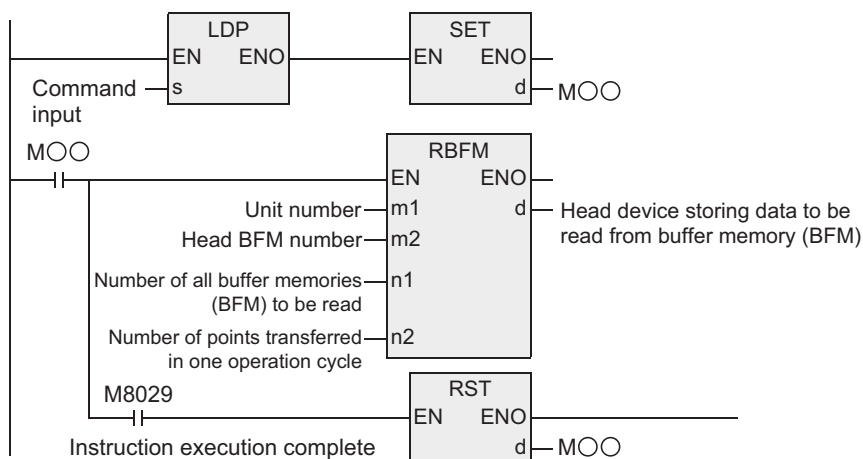 LDP
SET
EN ENO
EN ENO
Command
input
s
d
M○○
M○○
RBFM
EN ENO
Unit number
m1
d
Head device storing data to be
read from buffer memory (BFM)
Head BFM number
m2
Number of all buffer memories
(BFM) to be read
n1
Number of points transferred
in one operation cycle
n2
M8029
RST
EN ENO
Instruction execution complete
d
M○○